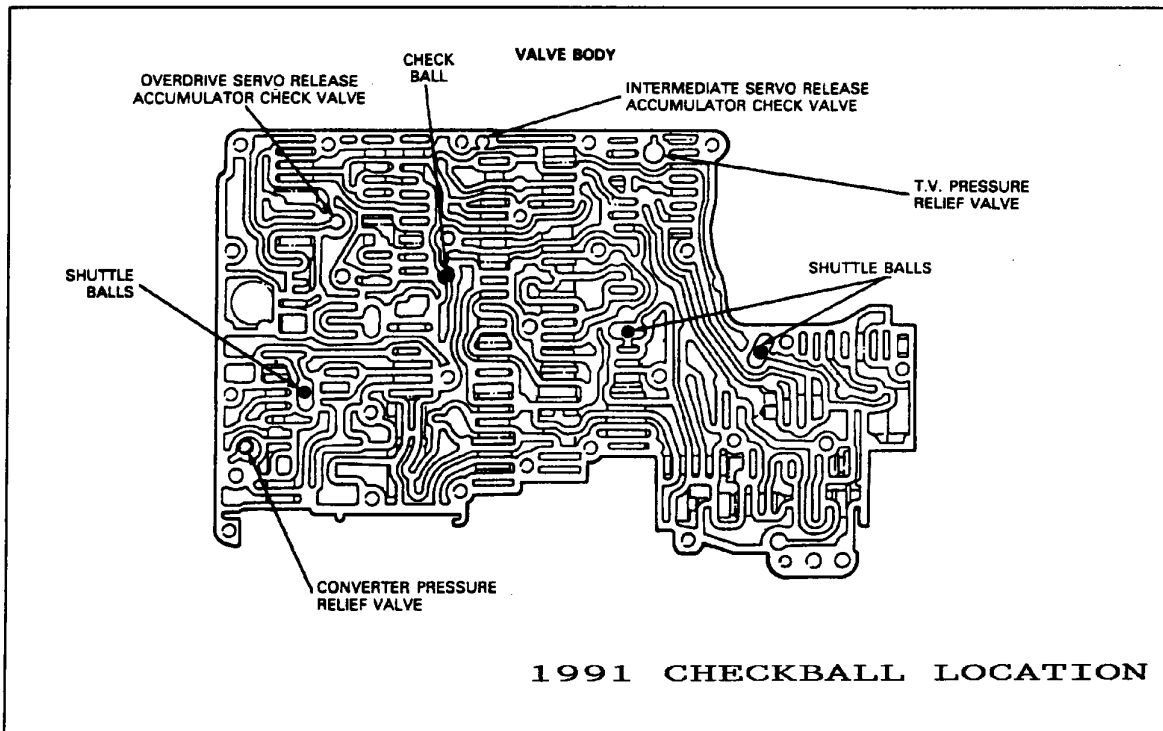 VALVE BODY
CHECK
BALL
OVERDRIVE SERVO RELEASE
ACCUMULATOR CHECK VALVE
INTERMEDIATE SERVO RELEASE
ACCUMULATOR CHECK VALVE
T.V. PRESSURE
RELIEF VALVE
SHUTTLE
BALLS
SHUTTLE BALLS
CONVERTER PRESSURE
RELIEF VALVE
1991 CHECKBALL LOCATION